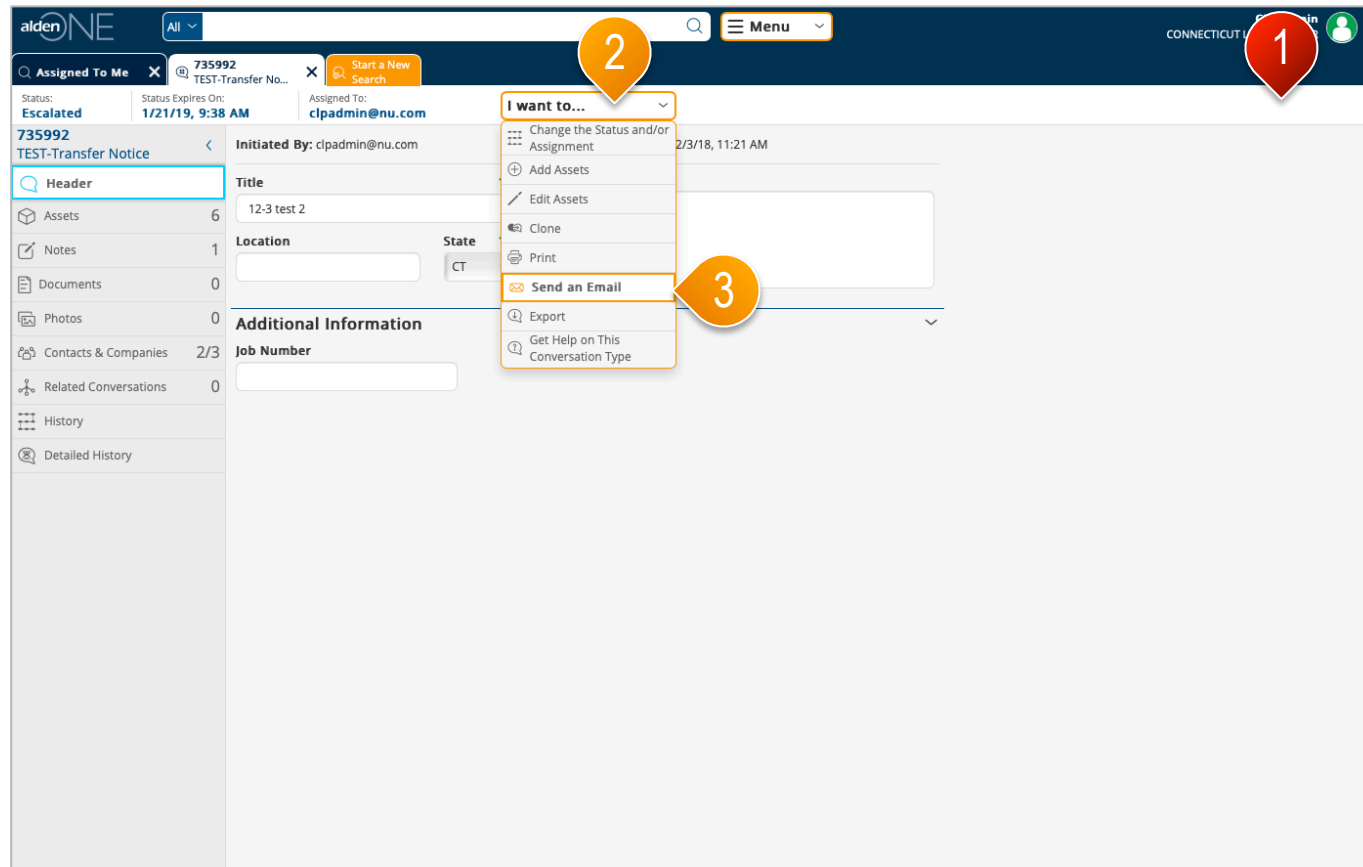 alden ONE
All
Menu
in
CONNECTICUT
1
2
Assigned To Me
735992
TEST-Transfer No...
Start a New
Search
Status:
Escalated
Status Expires On:
1/21/19, 9:38 AM
Assigned To:
clpadmin@nu.com
I want to...
735992
TEST-Transfer Notice
Initiated By: clpadmin@nu.com
2/3/18, 11:21 AM
Change the Status and/or
Assignment
Add Assets
Edit Assets
Clone
Print
Send an Email
3
Export
Get Help on This
Conversation Type
Header
Assets 6
Notes 1
Documents 0
Photos 0
Contacts & Companies 2/3
Related Conversations 0
History
Detailed History
Title
12-3 test 2
Location
State
CT
Additional Information
Job Number